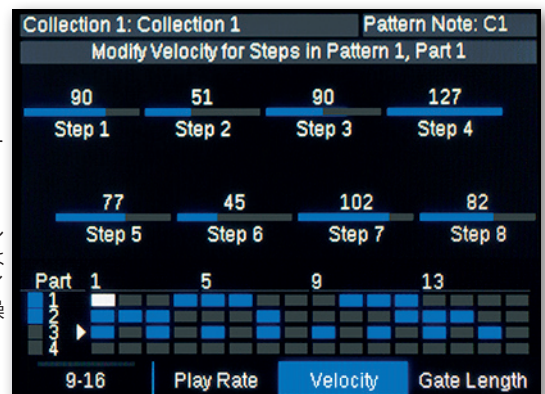 Collection 1: Collection 1 Pattern Note: C1
Modify Velocity for Steps in Pattern 1, Part 1
90 51 90 127
Step 1 Step 2 Step 3 Step 4
77 45 102 82
Step 5 Step 6 Step 7 Step 8
Part 1 5 9 13
1
2
3
4
9-16 Play Rate Velocity Gate Length